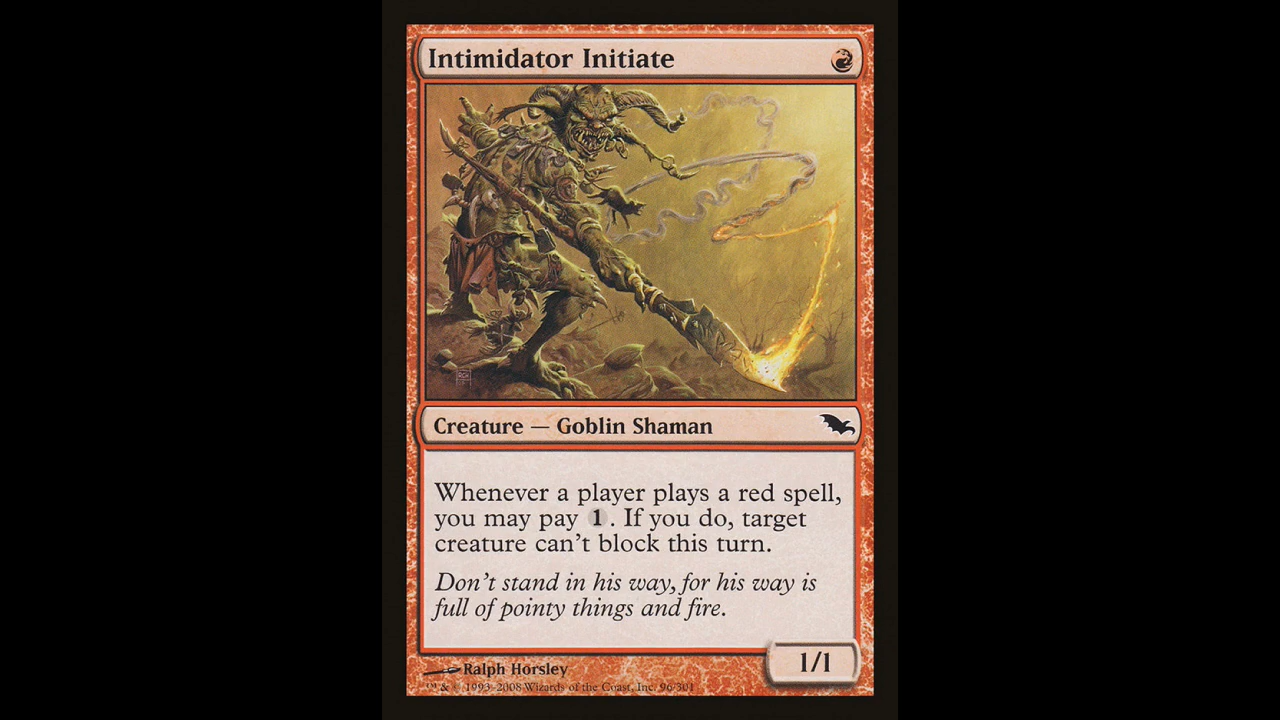 Intimidator Initiate
Creature — Goblin Shaman
Whenever a player plays a red spell,
you may pay 1. If you do, target
creature can't block this turn.
Don't stand in his way, for his way is
full of pointy things and fire.
1/1
Ralph Horsley
™ & © 1993–2008 Wizards of the Coast, Inc. 96/301